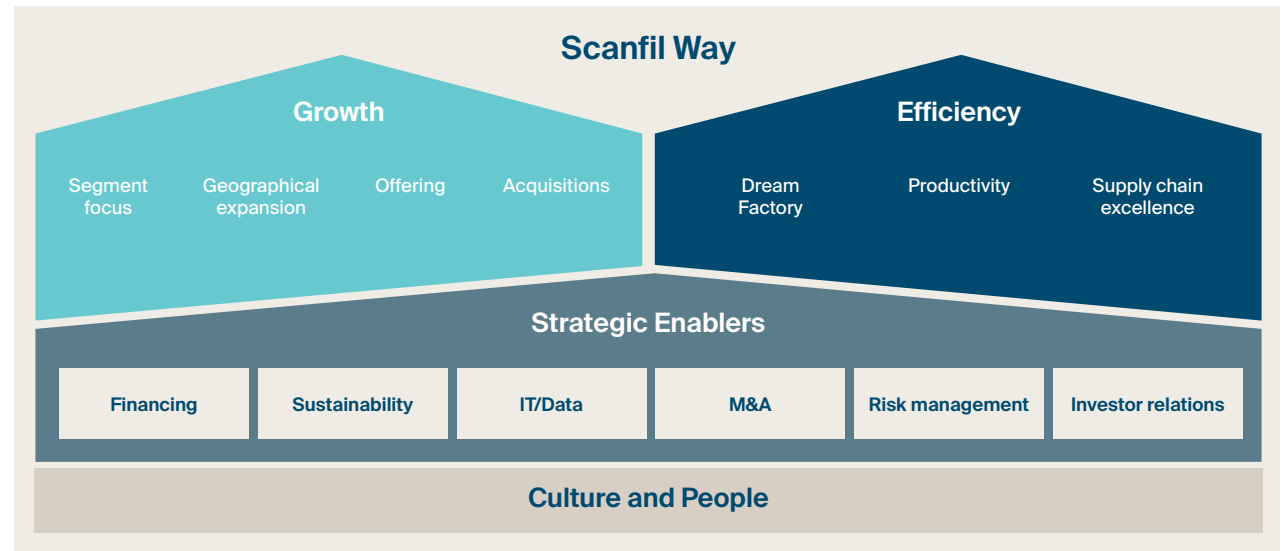 Scanfil Way
Growth
Efficiency
Segment
focus
Geographical
expansion
Offering
Acquisitions
Dream
Factory
Productivity
Supply chain
excellence
Strategic Enablers
Financing
Sustainability
IT/Data
M&A
Risk management
Investor relations
Culture and People